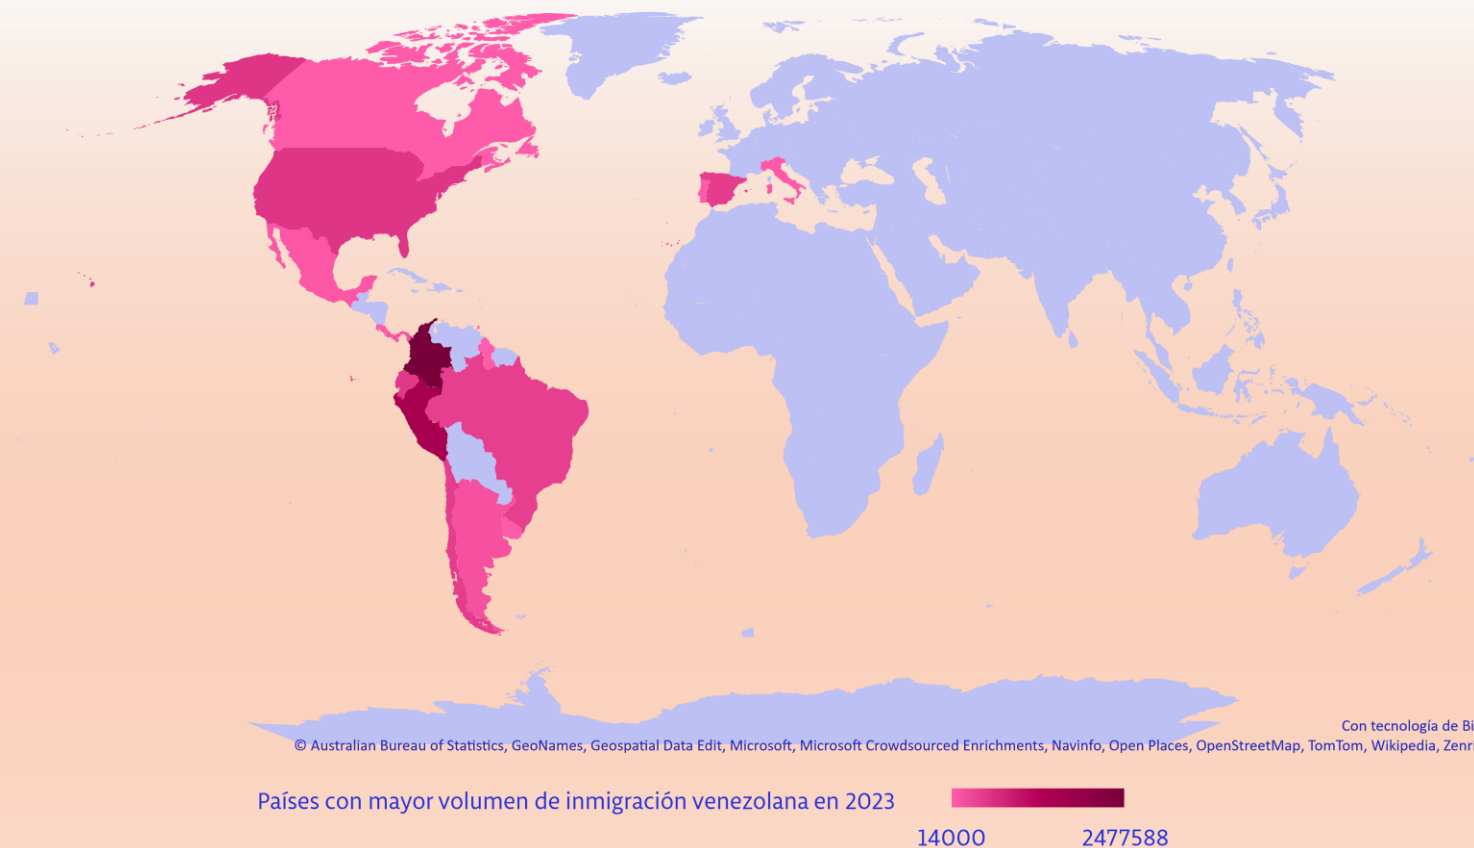 Con tecnología de Bi
© Australian Bureau of Statistics, GeoNames, Geospatial Data Edit, Microsoft, Microsoft Crowdsourced Enrichments, Navinfo, Open Places, OpenStreetMap, TomTom, Wikipedia, Zenri
Países con mayor volumen de inmigración venezolana en 2023
14000 2477588